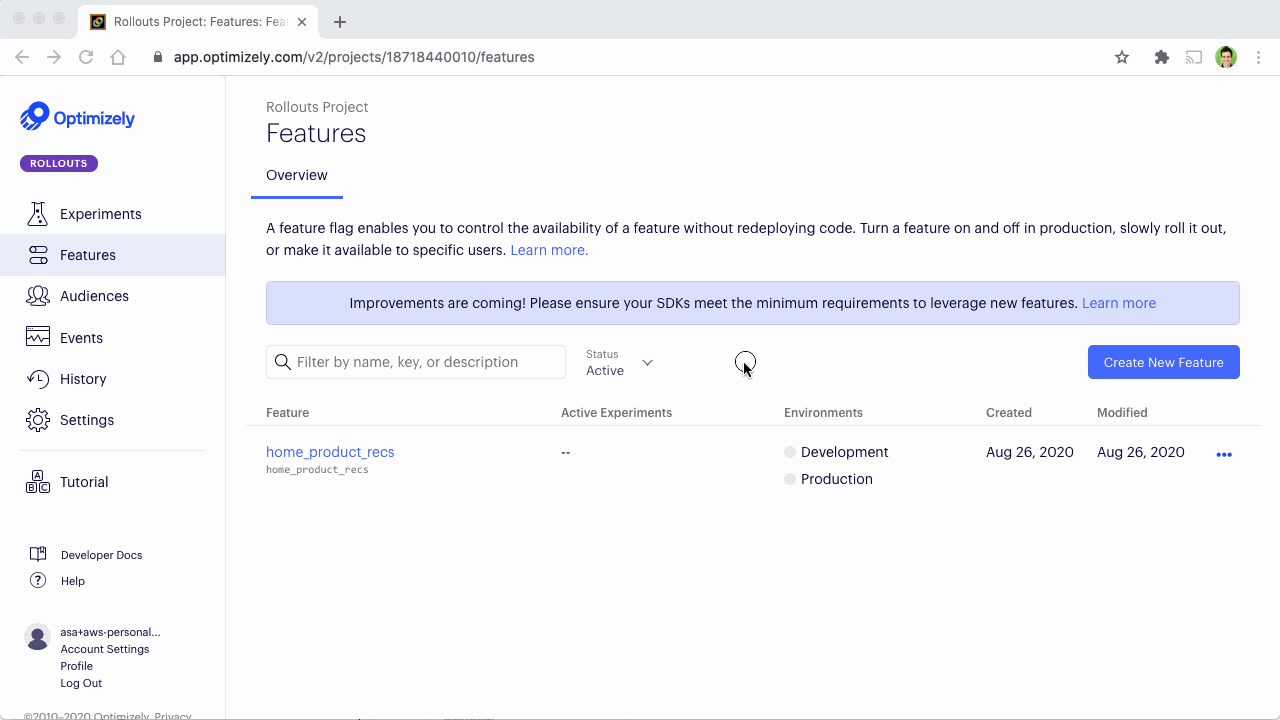 Rollouts Project: Features: Fea
app.optimizely.com/v2/projects/18718440010/features
Optimizely
ROLLOUTS
Experiments
Features
Audiences
Events
History
Settings
A
B C
Tutorial
Developer Docs
? Help
asa+aws-personal...
Account Settings
Profile
Log Out
©2010–2020 Optimizely. Privacy
Rollouts Project
Features
Overview
A feature flag enables you to control the availability of a feature without redeploying code. Turn a feature on and off in production, slowly roll it out,
or make it available to specific users. Learn more.
Improvements are coming! Please ensure your SDKs meet the minimum requirements to leverage new features. Learn more
Filter by name, key, or description
Status
Active
Create New Feature
Feature Active Experiments Environments Created Modified
home_product_recs -- Development Aug 26, 2020 Aug 26, 2020
home_product_recs
Production